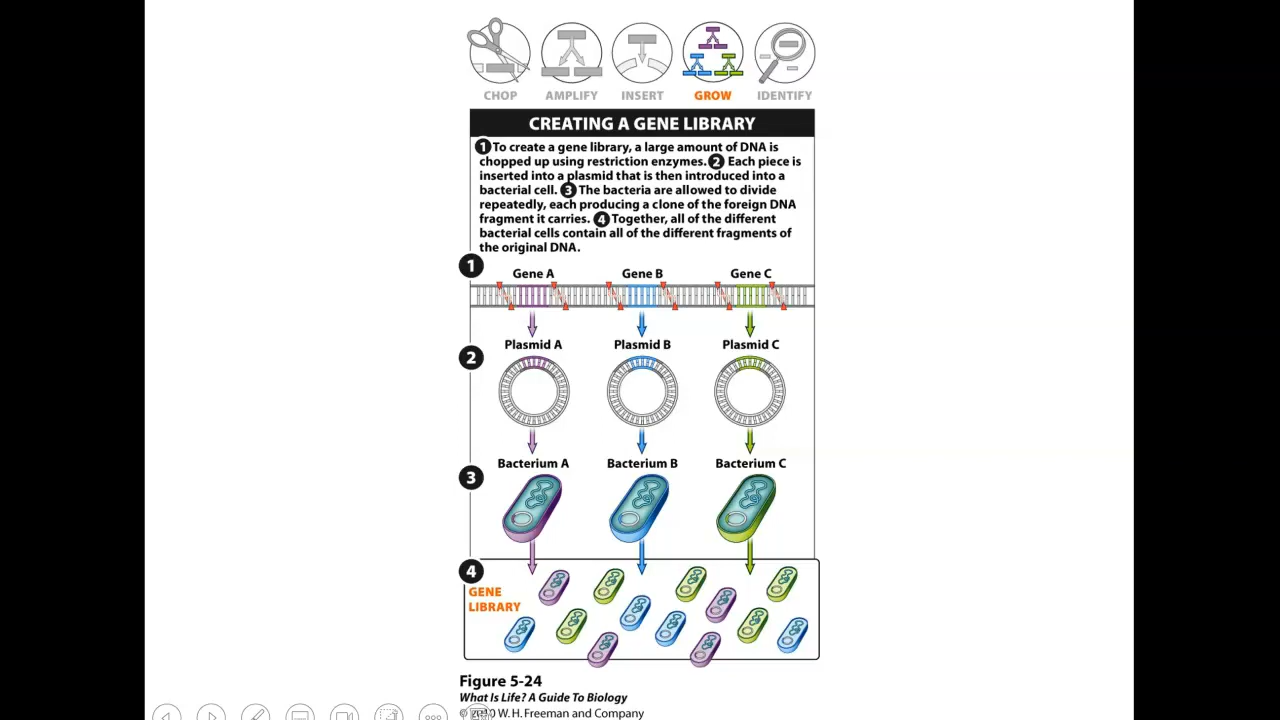 CHOP AMPLIFY INSERT GROW IDENTIFY
CREATING A GENE LIBRARY
1 To create a gene library, a large amount of DNA is
chopped up using restriction enzymes. 2 Each piece is
inserted into a plasmid that is then introduced into a
bacterial cell. 3 The bacteria are allowed to divide
repeatedly, each producing a clone of the foreign DNA
fragment it carries. 4 Together, all of the different
bacterial cells contain all of the different fragments of
the original DNA.
1
Gene A Gene B Gene C
2
Plasmid A Plasmid B Plasmid C
3
Bacterium A Bacterium B Bacterium C
4
GENE
LIBRARY
Figure 5-24
What Is Life? A Guide To Biology
© W. H. Freeman and Company